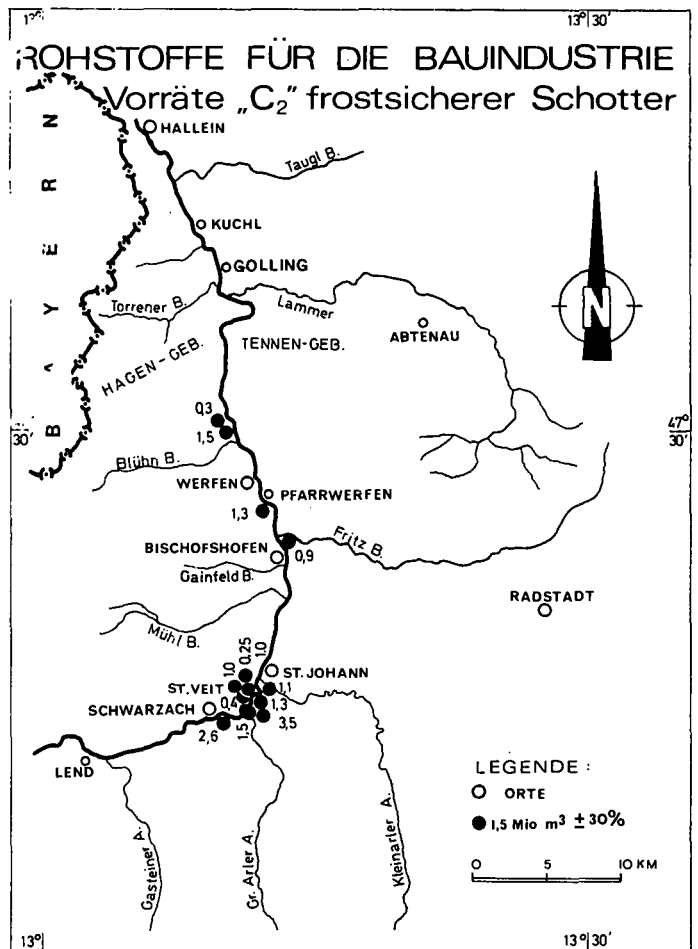 13° 13°30'
ROHSTOFFE FÜR DIE BAUINDUSTRIE
Vorräte „C₂” frostsicherer Schotter
HALLEIN
Taugl B.
BAYERN
KUCHL
GOLLING
Torrener B.
Lammer
ABTENAU
N
HAGEN-GEB.
TENNEN-GEB.
0,3
1,5
30'
47° 30'
Blühn B.
WERFEN
PFARRWERFEN
1,3
BISCHOFSHOFEN
0,9
Fritz B.
Gainfeld B.
RADSTADT
Mühl B.
1.0
0.25
1.0
ST. JOHANN
ST. VEIT
1,1
0,4
1,3
SCHWARZACH
3,5
2,6
1,5
LEND
Gasteiner A.
Gr. Arler A.
Kleinarler A.
LEGENDE :
ORTE
1,5 Mio m³ ± 30%
0 5 10 KM
13° 13°30'